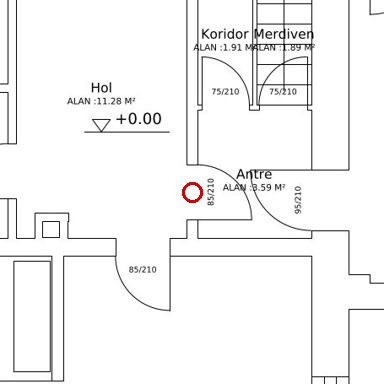 Koridor Merdiven
ALAN :1.91 M² ALAN :1.89 M²
75/210 75/210
Hol
ALAN :11.28 M²
+0.00
Antre
ALAN :3.59 M²
85/210
95/210
85/210